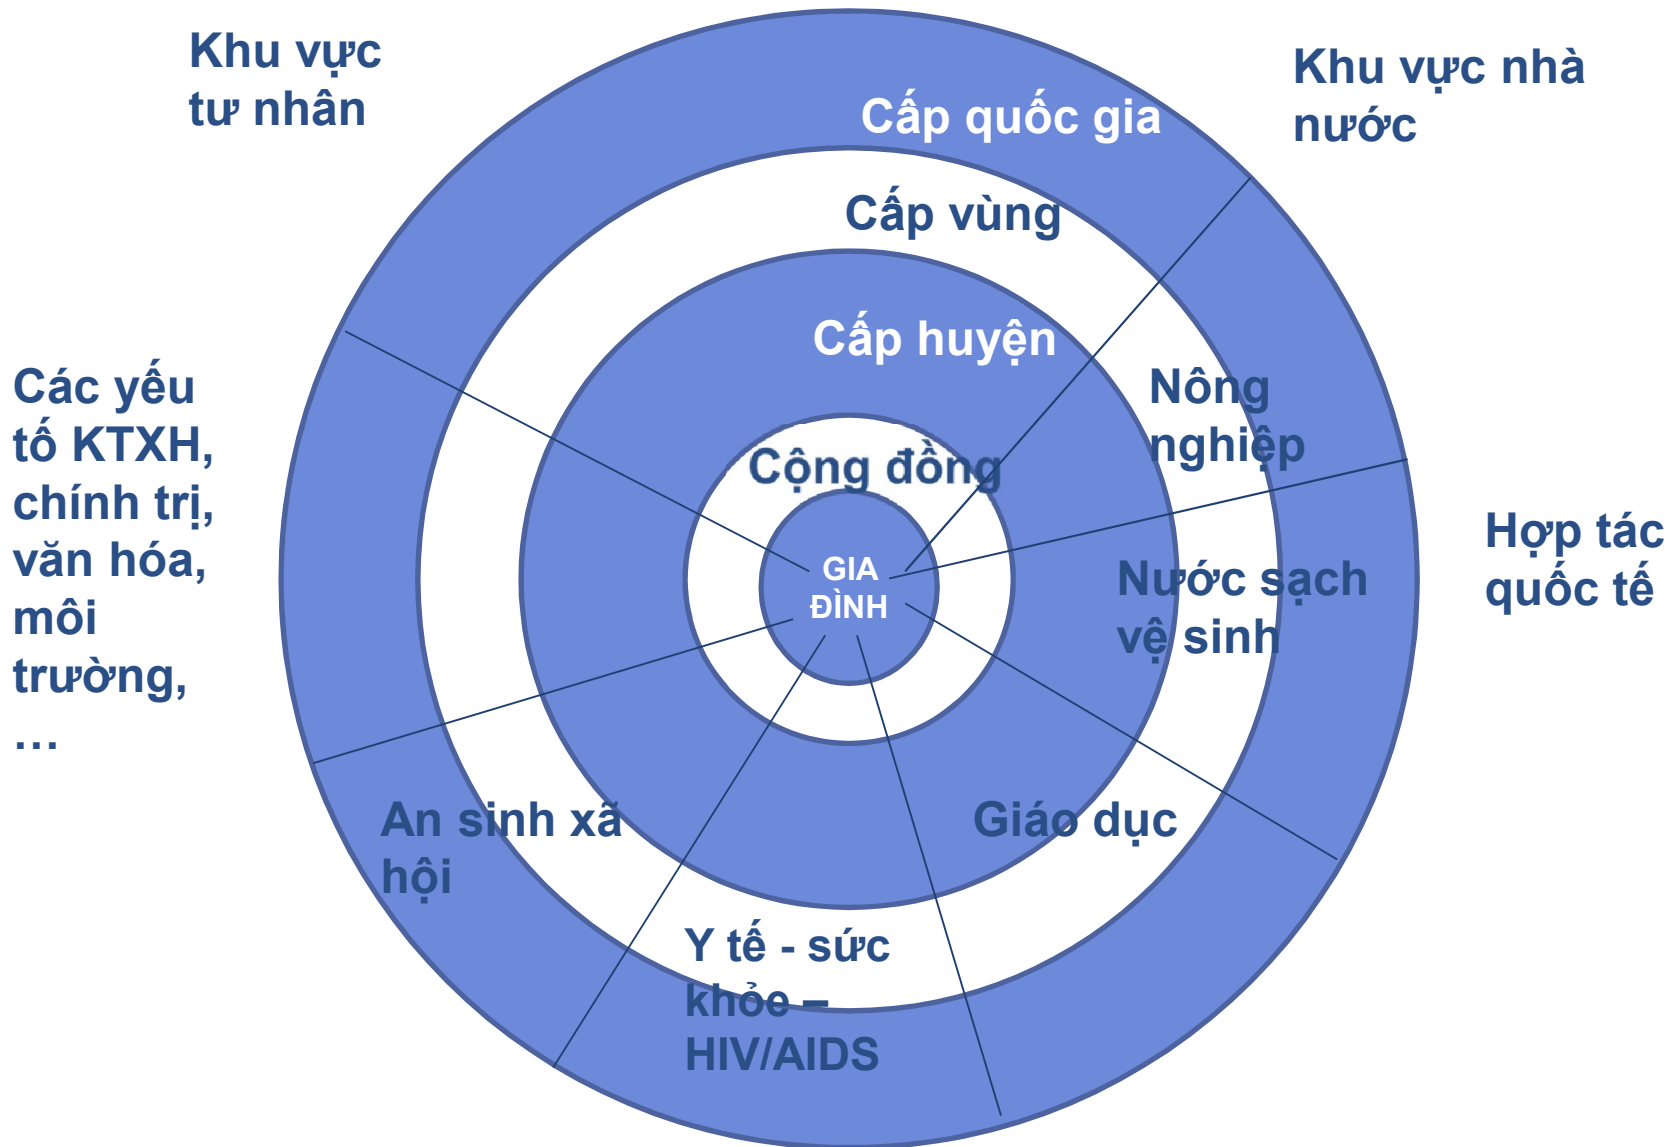 Khu vực
tư nhân
Khu vực nhà
nước
Cấp quốc gia
Cấp vùng
Cấp huyện
Cộng đồng
GIA
ĐÌNH
Các yếu
tố KTXH,
chính trị,
văn hóa,
môi
trường,
…
Nông
nghiệp
Hợp tác
quốc tế
Nước sạch
vệ sinh
An sinh xã
hội
Giáo dục
Y tế - sức
khỏe –
HIV/AIDS